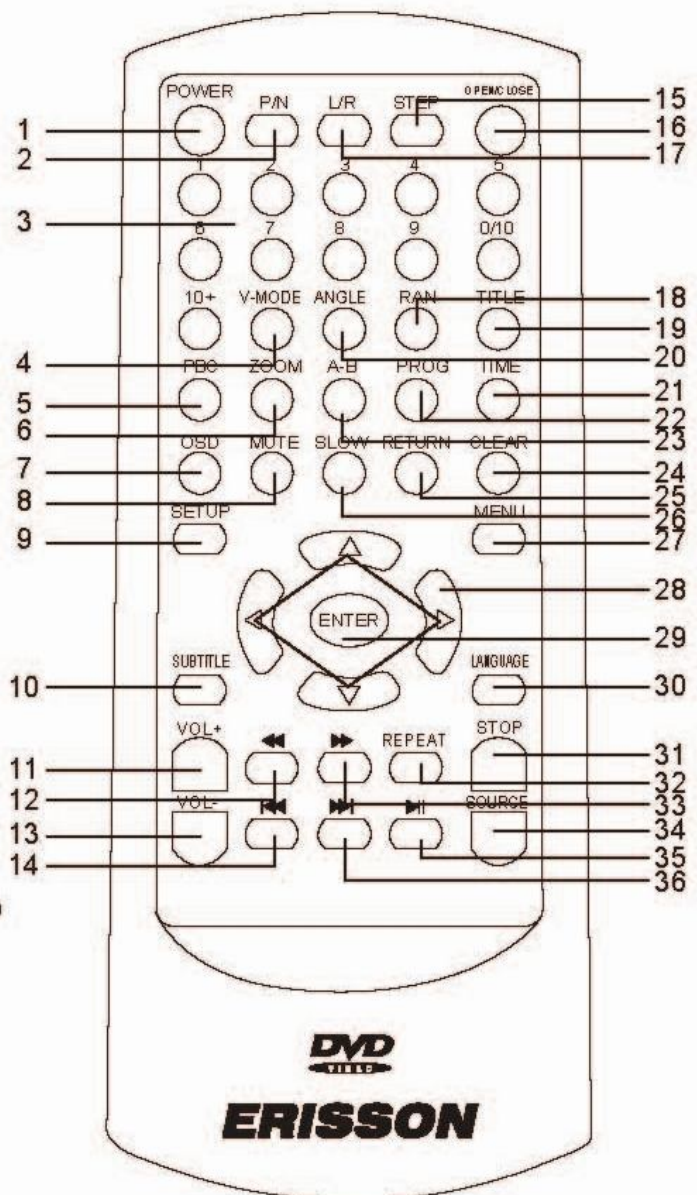 POWER P/N L/R STEP OPEN/CLOSE
1 15
2 16
17
1 2 3 4 5
3
6 7 8 9 0/10
10+ V-MODE ANGLE RAN TITLE 18
19
4 20
PBC ZOOM A-B PROG TIME 21
5 22
6 23
OSD MUTE SLOW RETURN CLEAR
7 24
8 25
26
SETUP MENU
9 27
28
ENTER
29
SUBTITLE LANGUAGE
10 30
VOL+ REPEAT STOP
11 31
12 32
33
VOL- SOURCE
13 34
14 35
36
DVD
VIDEO
ERISSON